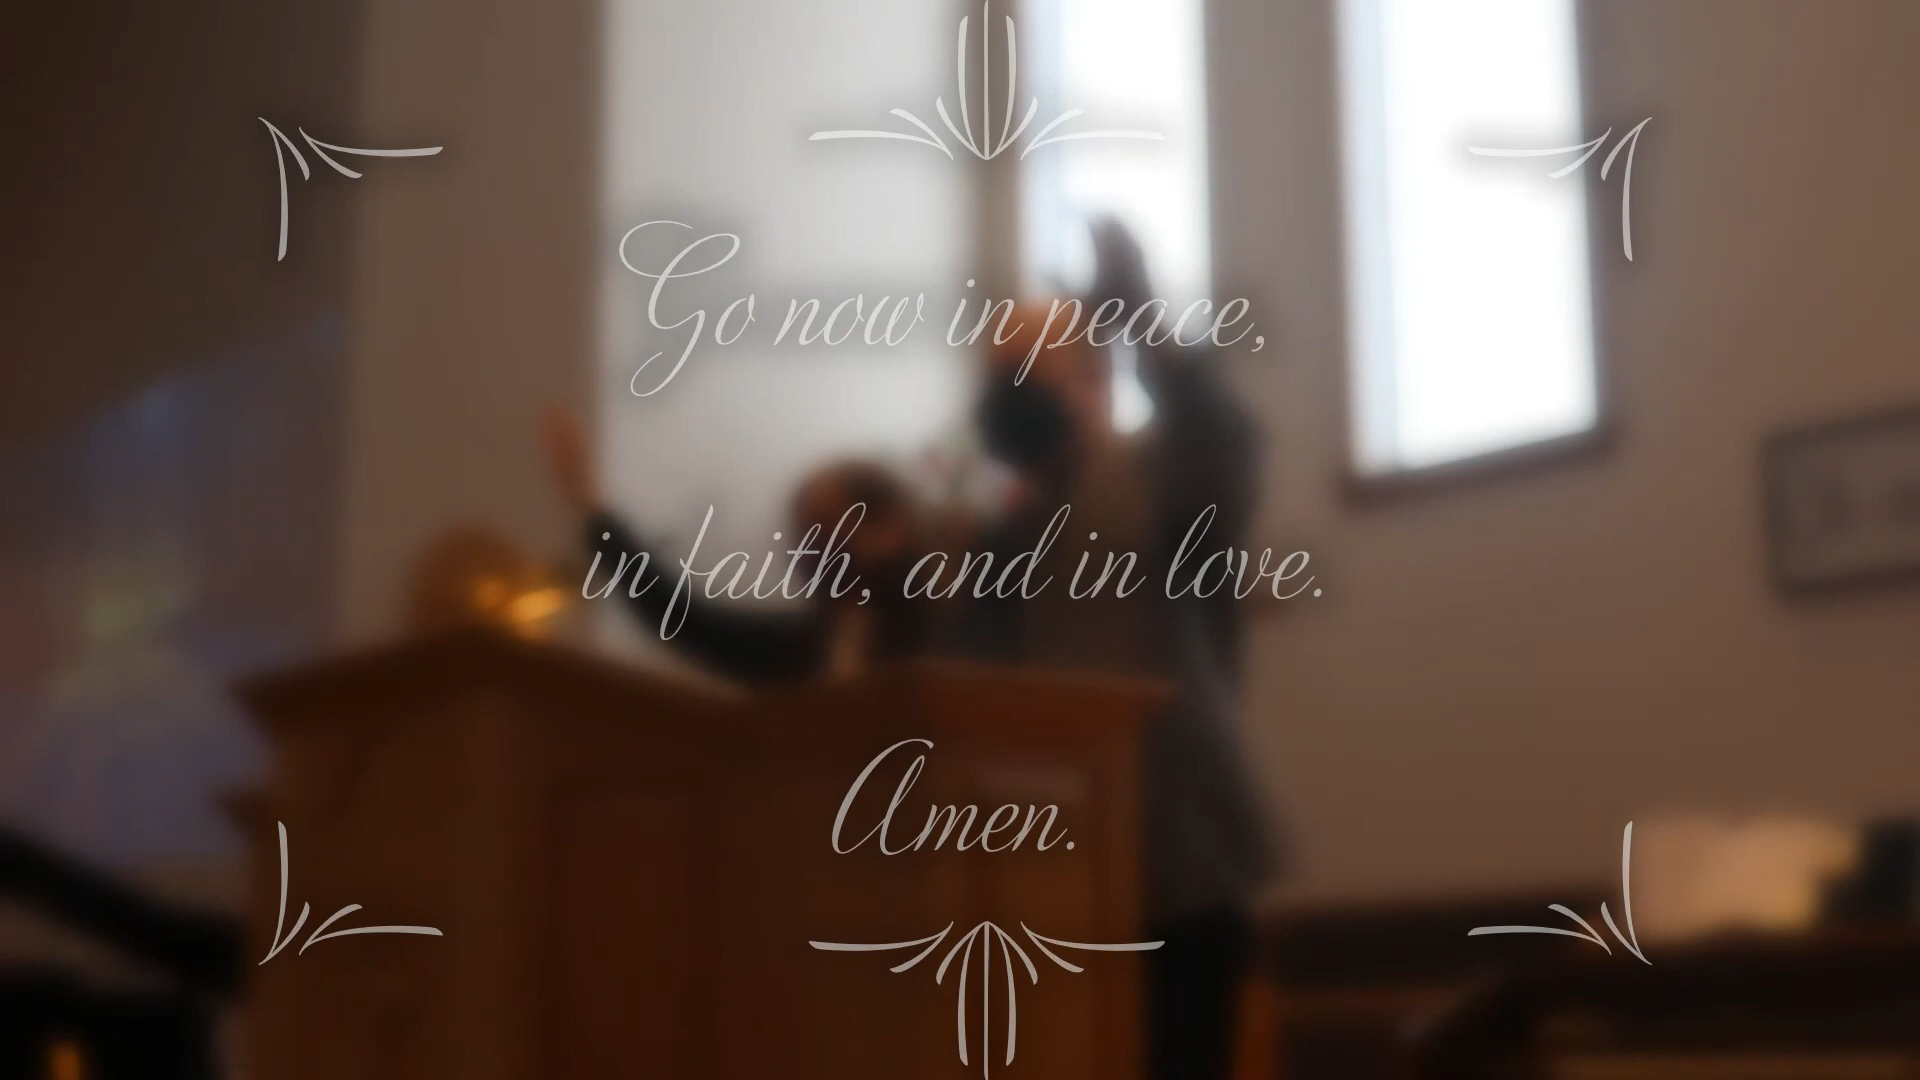 Go now in peace,
in faith, and in love.
Amen.